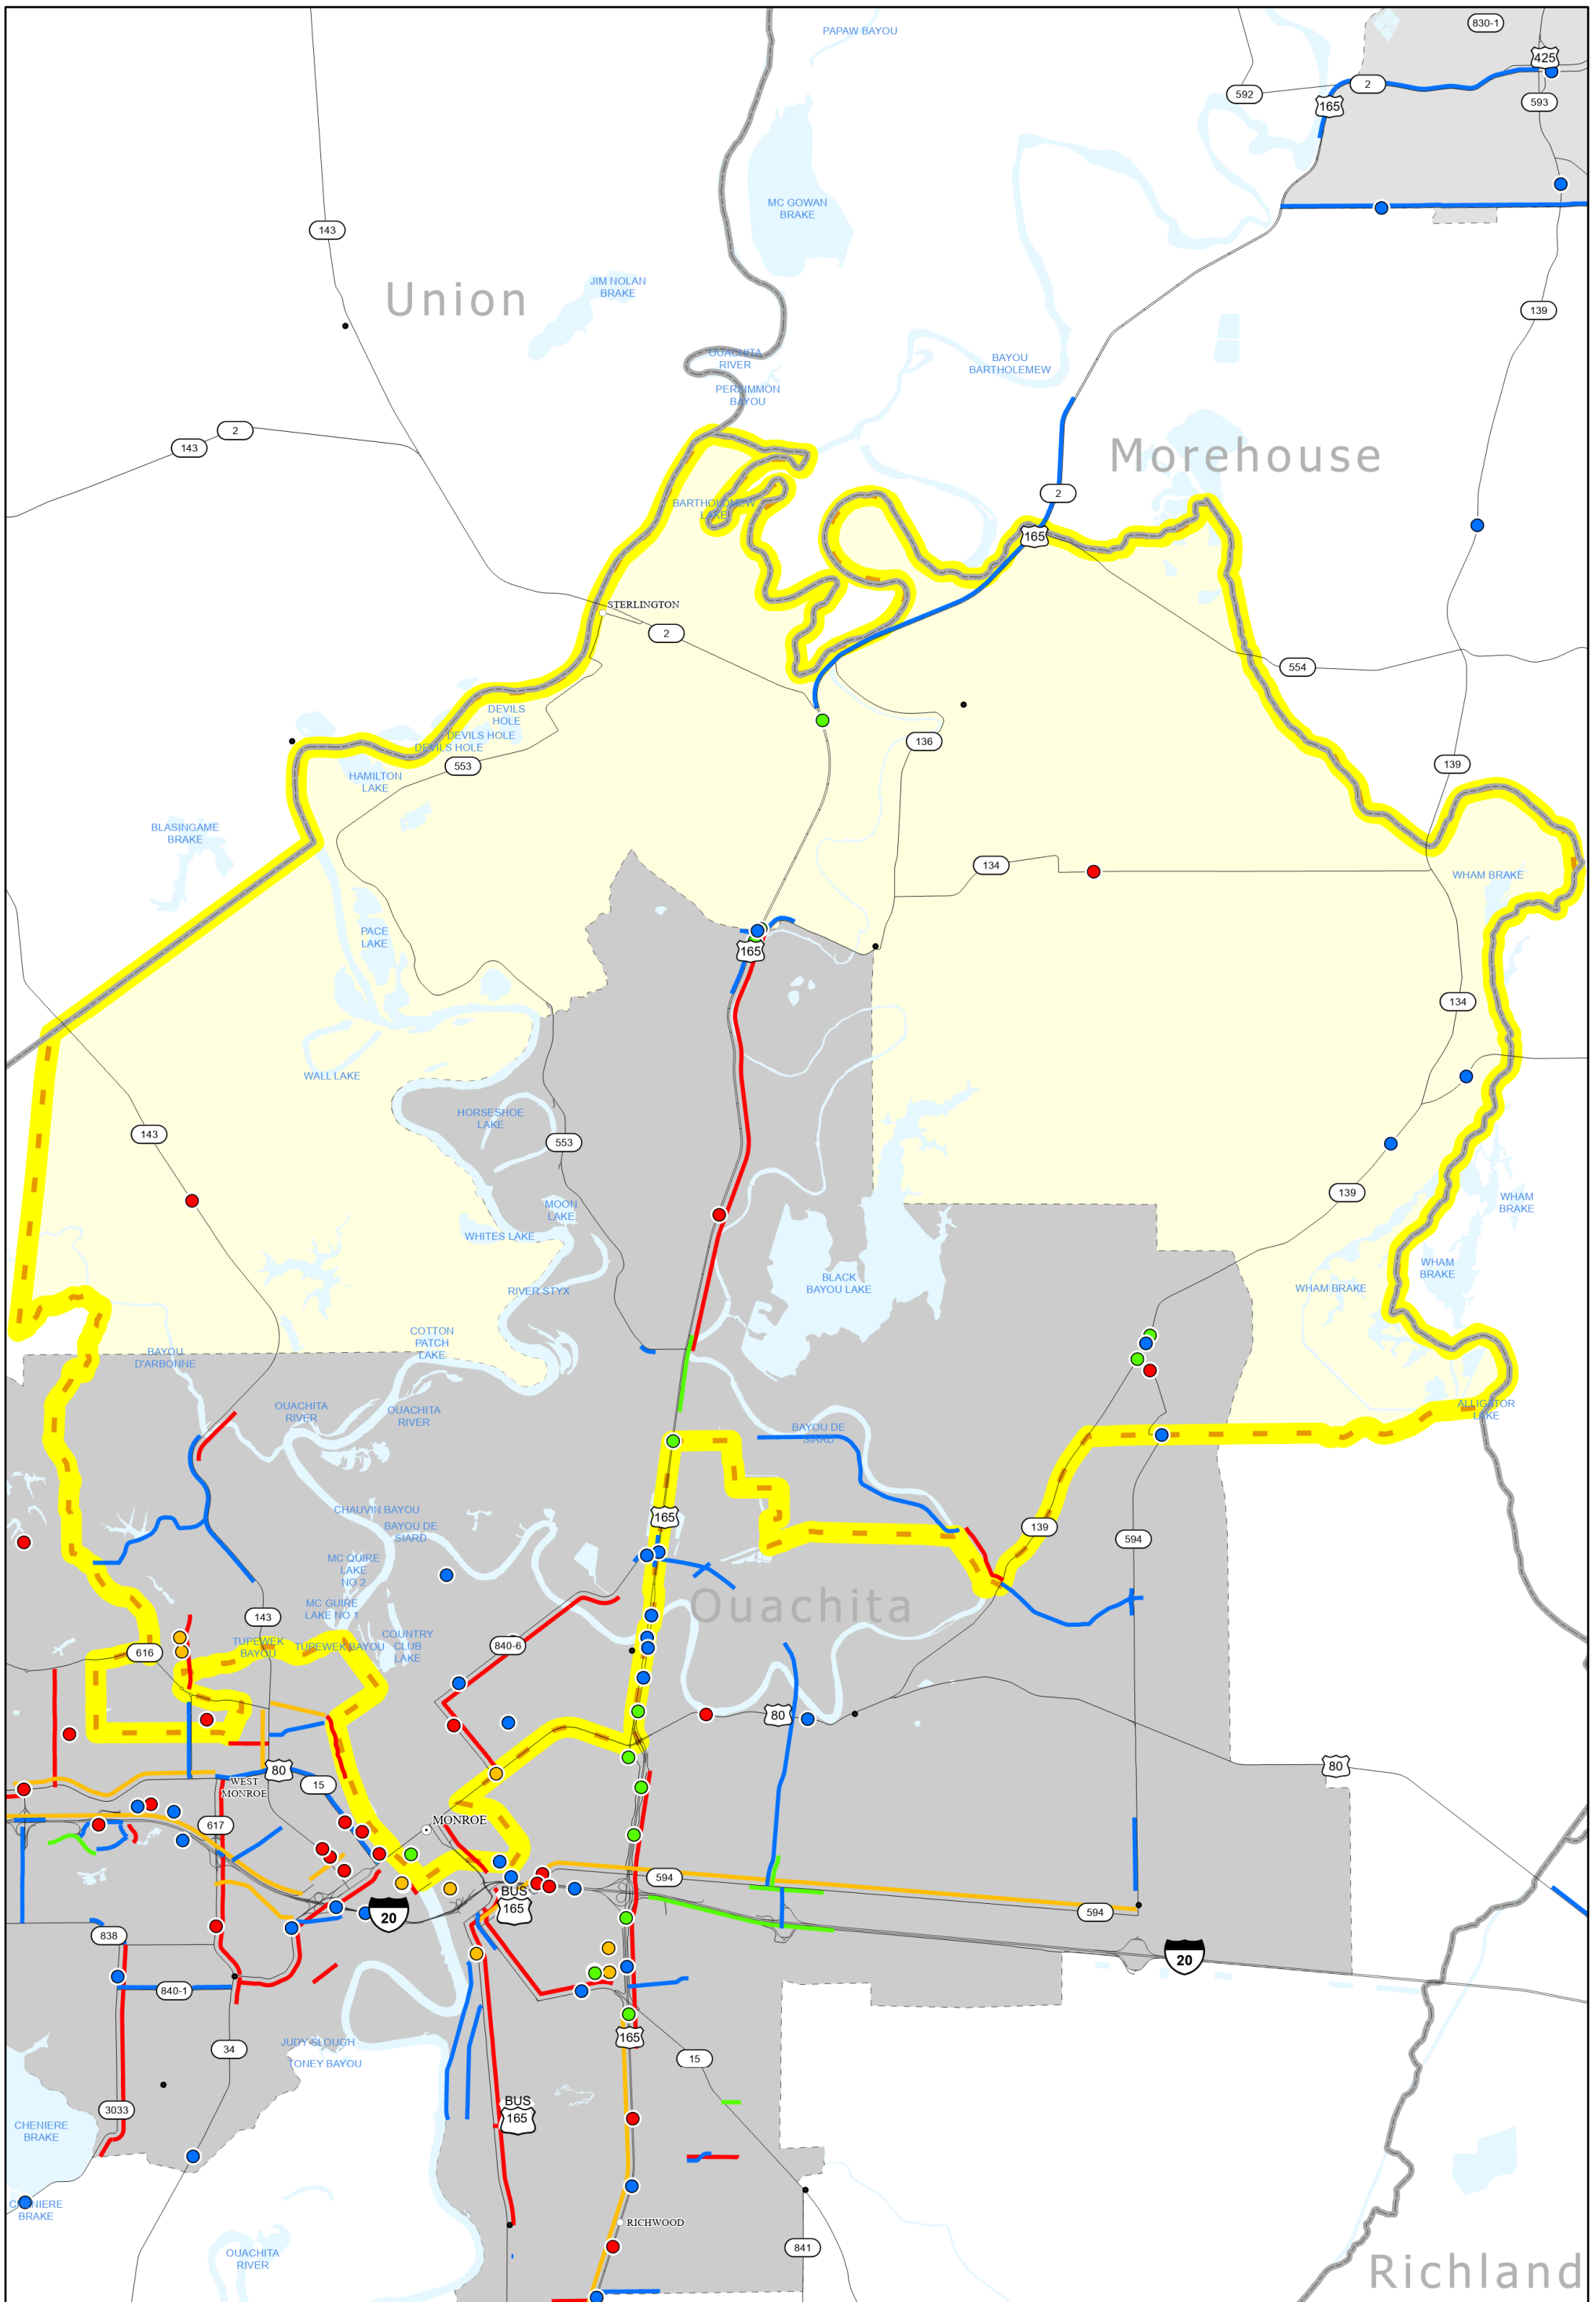 PAPAW BAYOU
830-1
425
592
2
165
593
MC GOWAN
BRAKE
143
JIM NOLAN
BRAKE
Union
139
OUACHITA
RIVER
BAYOU
BARTHOLOMEW
PERSIMMON
BAYOU
2
143
Morehouse
2
BARTHOLOMEW
LAKE
165
STERLINGTON
2
554
DEVILS
HOLE
DEVILS HOLE
DEVILS HOLE
136
553
139
HAMILTON
LAKE
BLASINGAME
BRAKE
134
WHAM BRAKE
PACE
LAKE
165
134
WALL LAKE
HORSESHOE
LAKE
143
553
139
MOON
LAKE
WHAM
BRAKE
WHITES LAKE
WHAM
BRAKE
BLACK
BAYOU LAKE
RIVER STYX
WHAM BRAKE
COTTON
PATCH
LAKE
BAYOU
D'ARBONNE
OUACHITA
RIVER
OUACHITA
RIVER
ALLIGATOR
LAKE
BAYOU DE
SIARD
CHAUVIN BAYOU
165
BAYOU DE
SIARD
139
594
MC QUIRE
LAKE
NO 2
Ouachita
MC GUIRE
LAKE NO 1
143
COUNTRY
CLUB
LAKE
TUPEWEK
BAYOU
TUPEWEK BAYOU
840-6
616
80
80
80
WEST
MONROE
15
617
MONROE
594
BUS
165
594
20
838
20
840-1
165
34
JUDY SLOUGH
TONEY BAYOU
15
BUS
165
3033
CHENIERE
BRAKE
CHENIERE
BRAKE
RICHWOOD
841
OUACHITA
RIVER
Richland